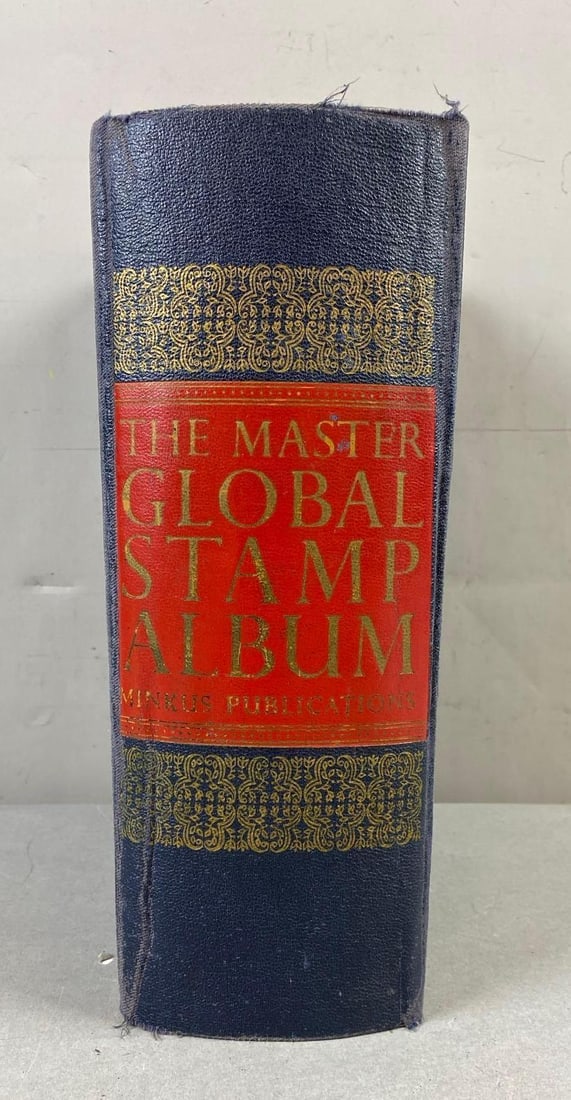 THE MASTER
GLOBAL
STAMP
ALBUM
MINKUS PUBLICATIONS